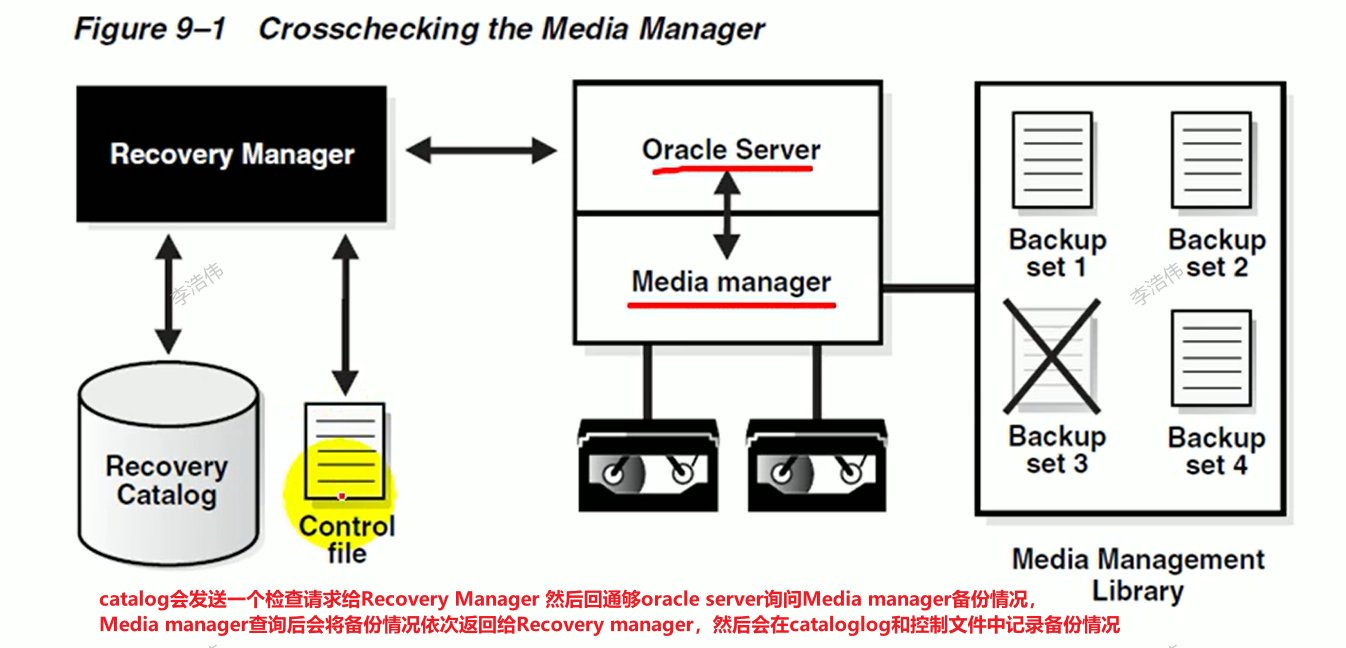 Figure 9–1 Crosschecking the Media Manager
Recovery Manager
Oracle Server
Media manager
Backup
set 1
Backup
set 2
Backup
set 3
Backup
set 4
Recovery
Catalog
Control
file
Media Management
Library
李浩伟
李浩伟
catalog会发送一个检查请求给Recovery Manager 然后回通够oracle server询问Media manager备份情况，
Media manager查询后会将备份情况依次返回给Recovery manager，然后会在cataloglog和控制文件中记录备份情况